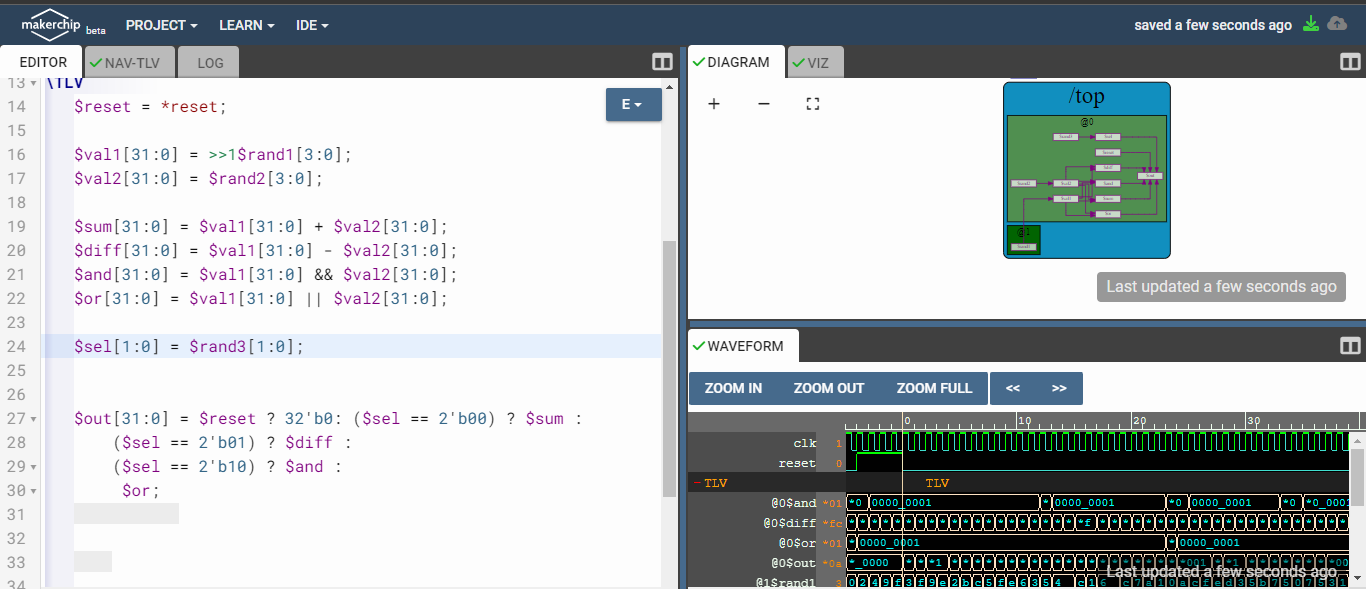 makerchip beta PROJECT LEARN IDE saved a few seconds ago
EDITOR NAV-TLV LOG
13 \TLV
14 $reset = *reset;
15
16 $val1[31:0] = >>1$rand1[3:0];
17 $val2[31:0] = $rand2[3:0];
18
19 $sum[31:0] = $val1[31:0] + $val2[31:0];
20 $diff[31:0] = $val1[31:0] - $val2[31:0];
21 $and[31:0] = $val1[31:0] && $val2[31:0];
22 $or[31:0] = $val1[31:0] || $val2[31:0];
23
24 $sel[1:0] = $rand3[1:0];
25
26
27 $out[31:0] = $reset ? 32'b0: ($sel == 2'b00) ? $sum :
28 ($sel == 2'b01) ? $diff :
29 ($sel == 2'b10) ? $and :
30 $or;
31
32
33
34
E
DIAGRAM VIZ
+ −
/top
@0
@1
Last updated a few seconds ago
WAVEFORM
ZOOM IN ZOOM OUT ZOOM FULL << >>
0 10 20 30
clk 1
reset 0
− TLV TLV
@0$and *01 *0 0000_0001 * 0000_0001 *0 0000_0001 *0 *0_0001
@0$diff *fc
@0$or *01 * 0000_0001 * 0000_0001
@0$out *0a *_0000
@1$rand1 3
Last updated a few seconds ago